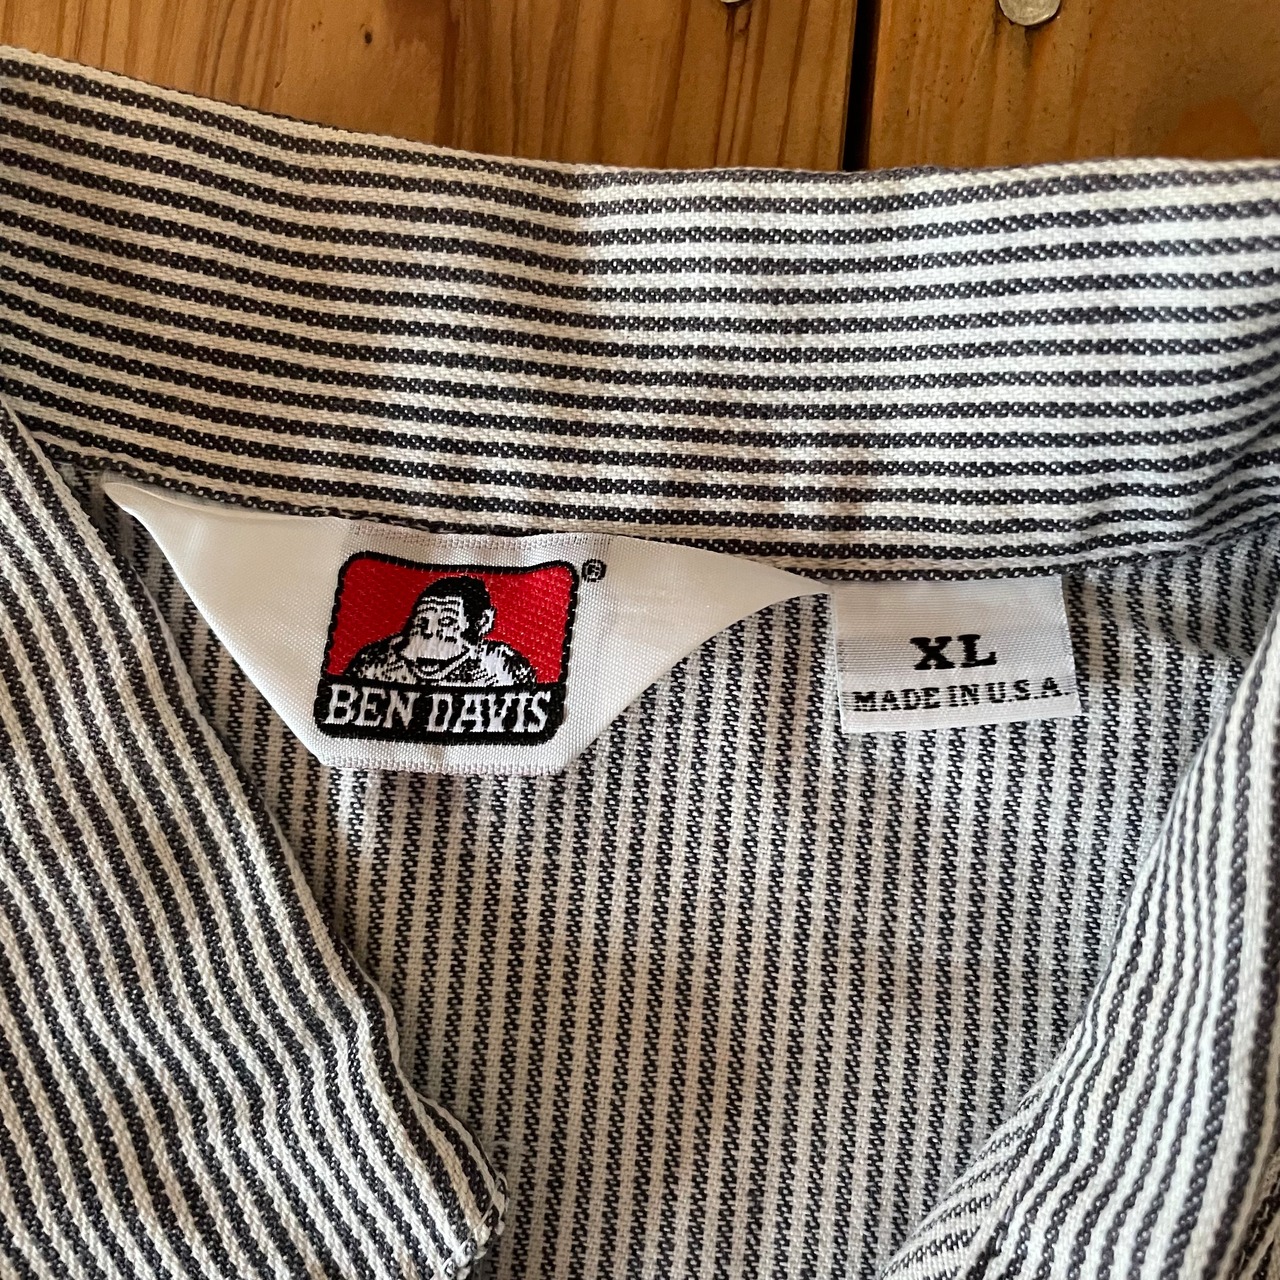 ®
BEN DAVIS
XL
MADE IN U.S.A.